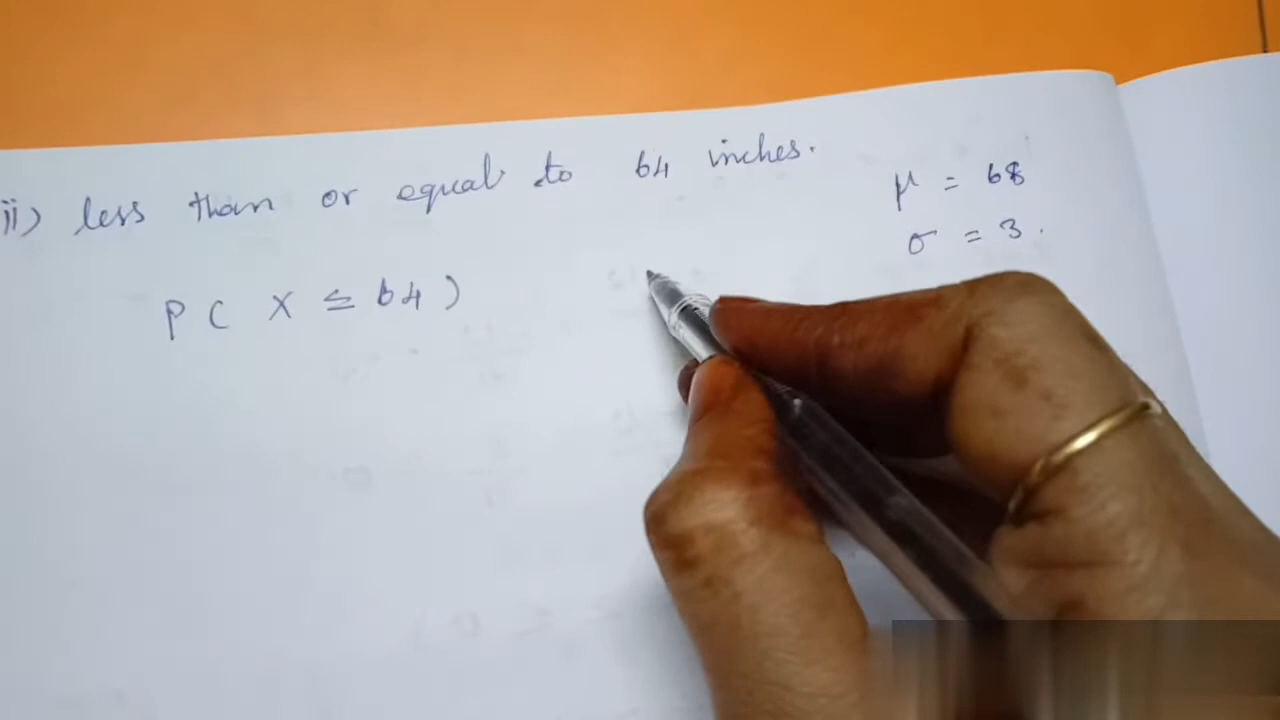 ii) less than or equal to 64 inches.
μ = 68
σ = 3.
P ( X ≤ 64 )